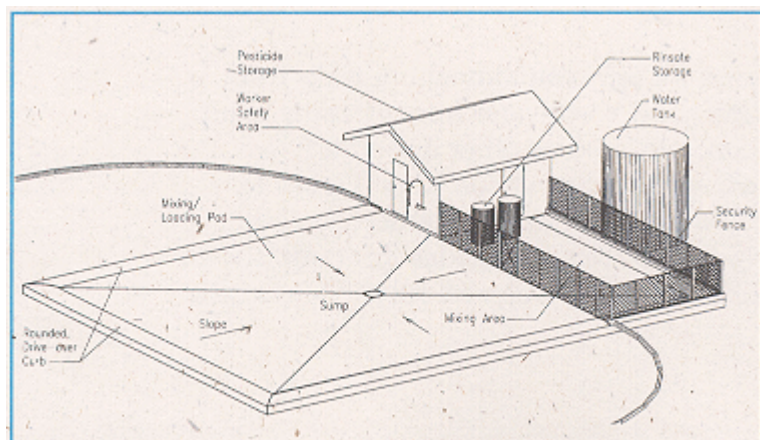 Pesticide
Storage
Rinsate
Storage
Worker
Safety
Area
Water
Tank
Mixing/
Loading Pad
Security
Fence
Sump
Mixing Area
Slope
Rounded,
Drive-over
Curb